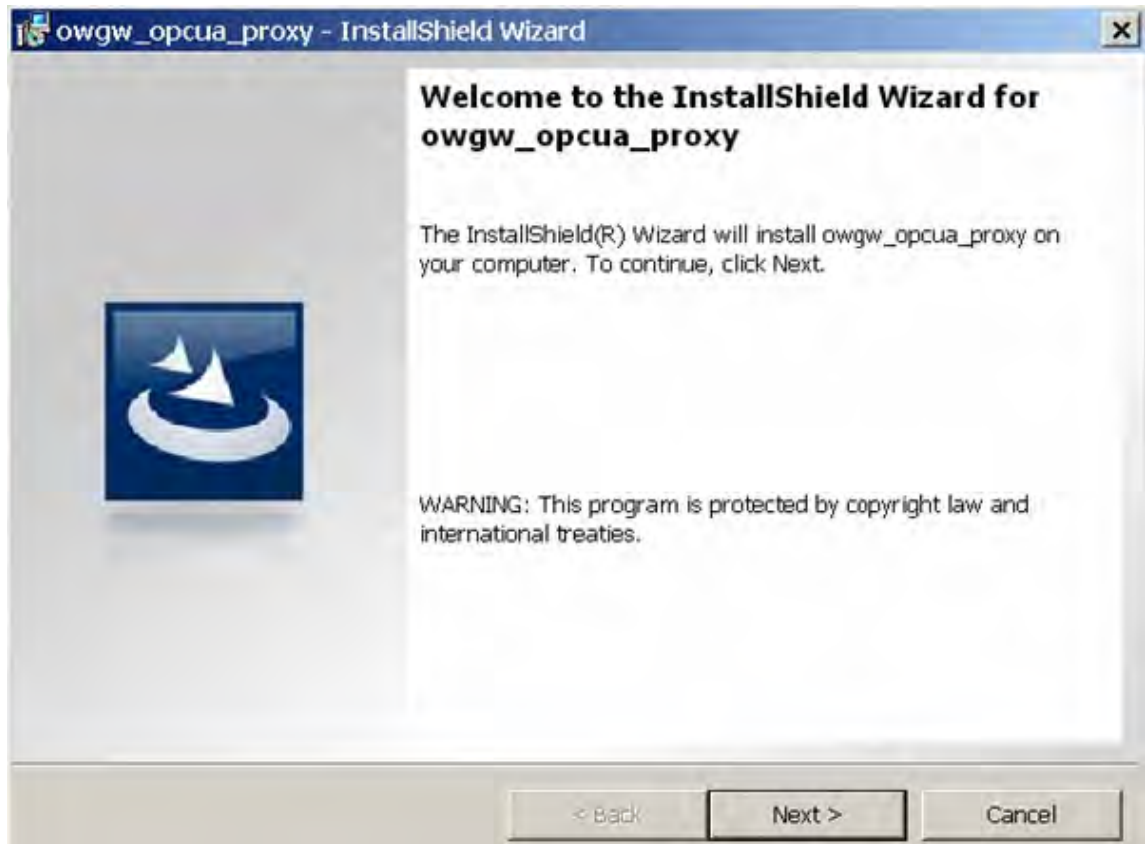 owgw_opcua_proxy - InstallShield Wizard
Welcome to the InstallShield Wizard for
owgw_opcua_proxy
The InstallShield(R) Wizard will install owgw_opcua_proxy on
your computer. To continue, click Next.
WARNING: This program is protected by copyright law and
international treaties.
< Back Next > Cancel